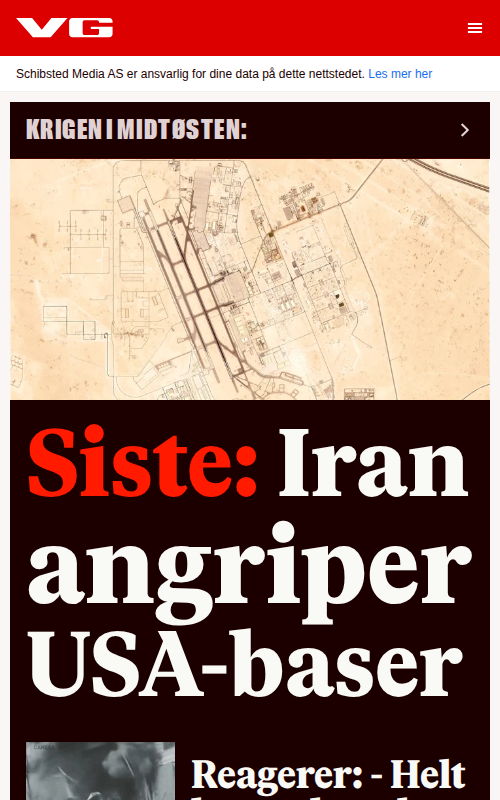 VG
Schibsted Media AS er ansvarlig for dine data på dette nettstedet. Les mer her
KRIGEN I MIDTØSTEN:
Siste: Iran
angriper
USA-baser
Reagerer: - Helt